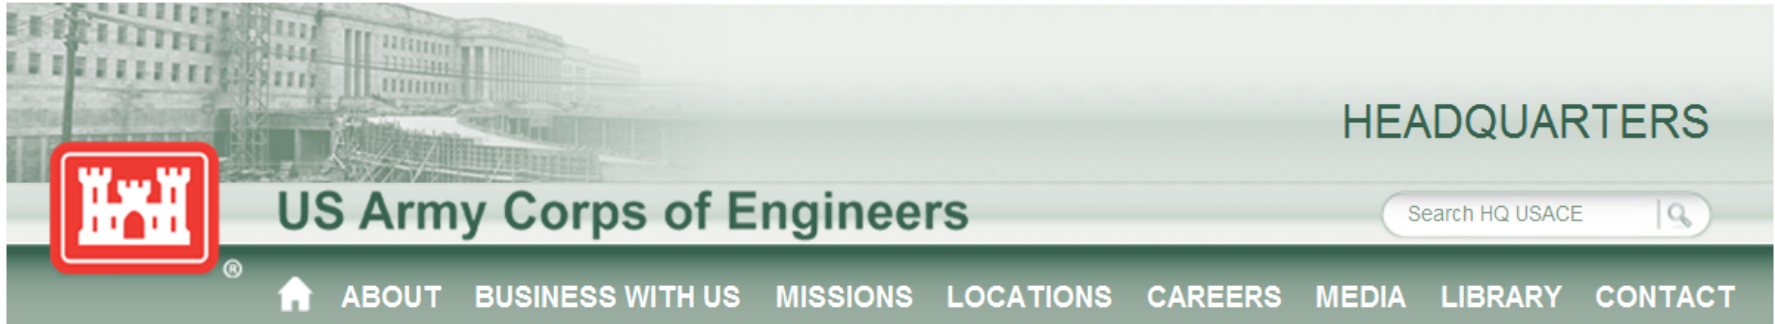 HEADQUARTERS
US Army Corps of Engineers
Search HQ USACE
®
ABOUT BUSINESS WITH US MISSIONS LOCATIONS CAREERS MEDIA LIBRARY CONTACT